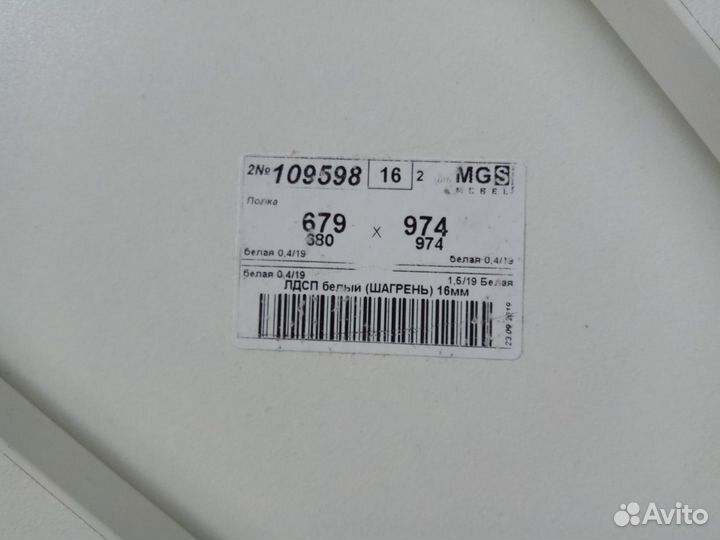 2№109598 16 2 MGS
MEBEL
Полка
679 x 974
680 974
белая 0,4/19 белая 0,4/19
белая 0,4/19 1,5/19 Белая
ЛДСП белый (ШАГРЕНЬ) 16мм
23.09.2019
Avito